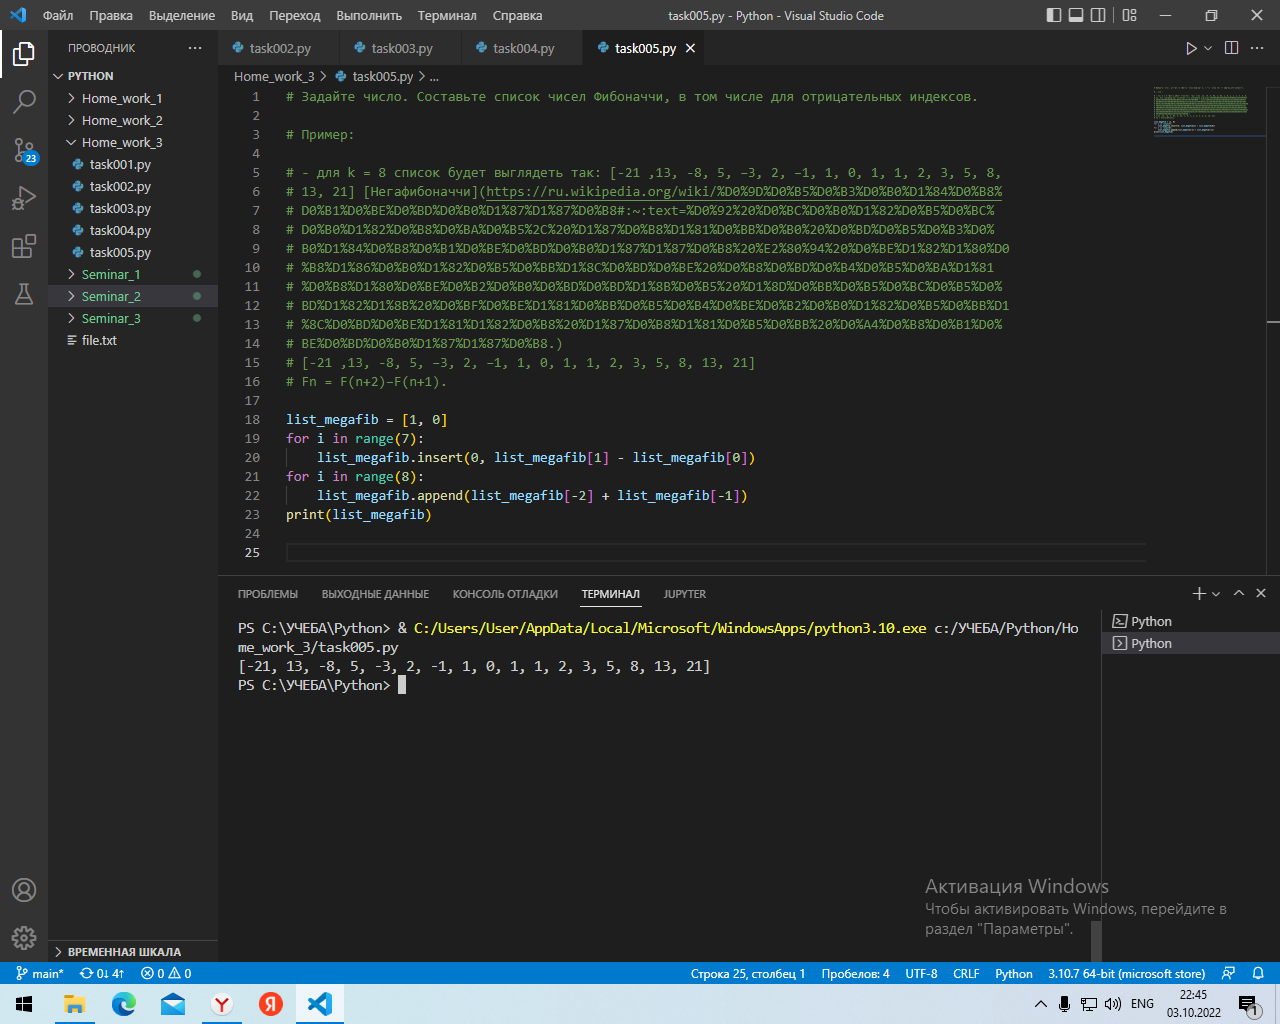 Файл Правка Выделение Вид Переход Выполнить Терминал Справка task005.py - Python - Visual Studio Code
ПРОВОДНИК
PYTHON
Home_work_1
Home_work_2
Home_work_3
task001.py
task002.py
task003.py
task004.py
task005.py
Seminar_1
Seminar_2
Seminar_3
file.txt
ВРЕМЕННАЯ ШКАЛА
23
task002.py task003.py task004.py task005.py
Home_work_3 > task005.py > ...
1 # Задайте число. Составьте список чисел Фибоначчи, в том числе для отрицательных индексов.
2
3 # Пример:
4
5 # - для k = 8 список будет выглядеть так: [-21 ,13, -8, 5, −3, 2, −1, 1, 0, 1, 1, 2, 3, 5, 8,
6 # 13, 21] [Негафибоначчи](https://ru.wikipedia.org/wiki/%D0%9D%D0%B5%D0%B3%D0%B0%D1%84%D0%B8%
7 # D0%B1%D0%BE%D0%BD%D0%B0%D1%87%D1%87%D0%B8#:~:text=%D0%92%20%D0%BC%D0%B0%D1%82%D0%B5%D0%BC%
8 # D0%B0%D1%82%D0%B8%D0%BA%D0%B5%2C%20%D1%87%D0%B8%D1%81%D0%BB%D0%B0%20%D0%BD%D0%B5%D0%B3%D0%
9 # B0%D1%84%D0%B8%D0%B1%D0%BE%D0%BD%D0%B0%D1%87%D1%87%D0%B8%20%E2%80%94%20%D0%BE%D1%82%D1%80%D0
10 # %B8%D1%86%D0%B0%D1%82%D0%B5%D0%BB%D1%8C%D0%BD%D0%BE%20%D0%B8%D0%BD%D0%B4%D0%B5%D0%BA%D1%81
11 # %D0%B8%D1%80%D0%BE%D0%B2%D0%B0%D0%BD%D0%BD%D1%8B%D0%B5%20%D1%8D%D0%BB%D0%B5%D0%BC%D0%B5%D0%
12 # BD%D1%82%D1%8B%20%D0%BF%D0%BE%D1%81%D0%BB%D0%B5%D0%B4%D0%BE%D0%B2%D0%B0%D1%82%D0%B5%D0%BB%D1
13 # %8C%D0%BD%D0%BE%D1%81%D1%82%D0%B8%20%D1%87%D0%B8%D1%81%D0%B5%D0%BB%20%D0%A4%D0%B8%D0%B1%D0%
14 # BE%D0%BD%D0%B0%D1%87%D1%87%D0%B8.)
15 # [-21 ,13, -8, 5, −3, 2, −1, 1, 0, 1, 1, 2, 3, 5, 8, 13, 21]
16 # Fn = F(n+2)−F(n+1).
17
18 list_megafib = [1, 0]
19 for i in range(7):
20 list_megafib.insert(0, list_megafib[1] - list_megafib[0])
21 for i in range(8):
22 list_megafib.append(list_megafib[-2] + list_megafib[-1])
23 print(list_megafib)
24
25
ПРОБЛЕМЫ ВЫХОДНЫЕ ДАННЫЕ КОНСОЛЬ ОТЛАДКИ ТЕРМИНАЛ JUPYTER
PS C:\УЧЕБА\Python> & C:/Users/User/AppData/Local/Microsoft/WindowsApps/python3.10.exe c:/УЧЕБА/Python/Ho
me_work_3/task005.py
[-21, 13, -8, 5, -3, 2, -1, 1, 0, 1, 1, 2, 3, 5, 8, 13, 21]
PS C:\УЧЕБА\Python>
Python
Python
Активация Windows
Чтобы активировать Windows, перейдите в
раздел "Параметры".
main* 0↓ 4↑ 0 0 Строка 25, столбец 1 Пробелов: 4 UTF-8 CRLF Python 3.10.7 64-bit (microsoft store)
Y Я ENG 22:45
03.10.2022 1